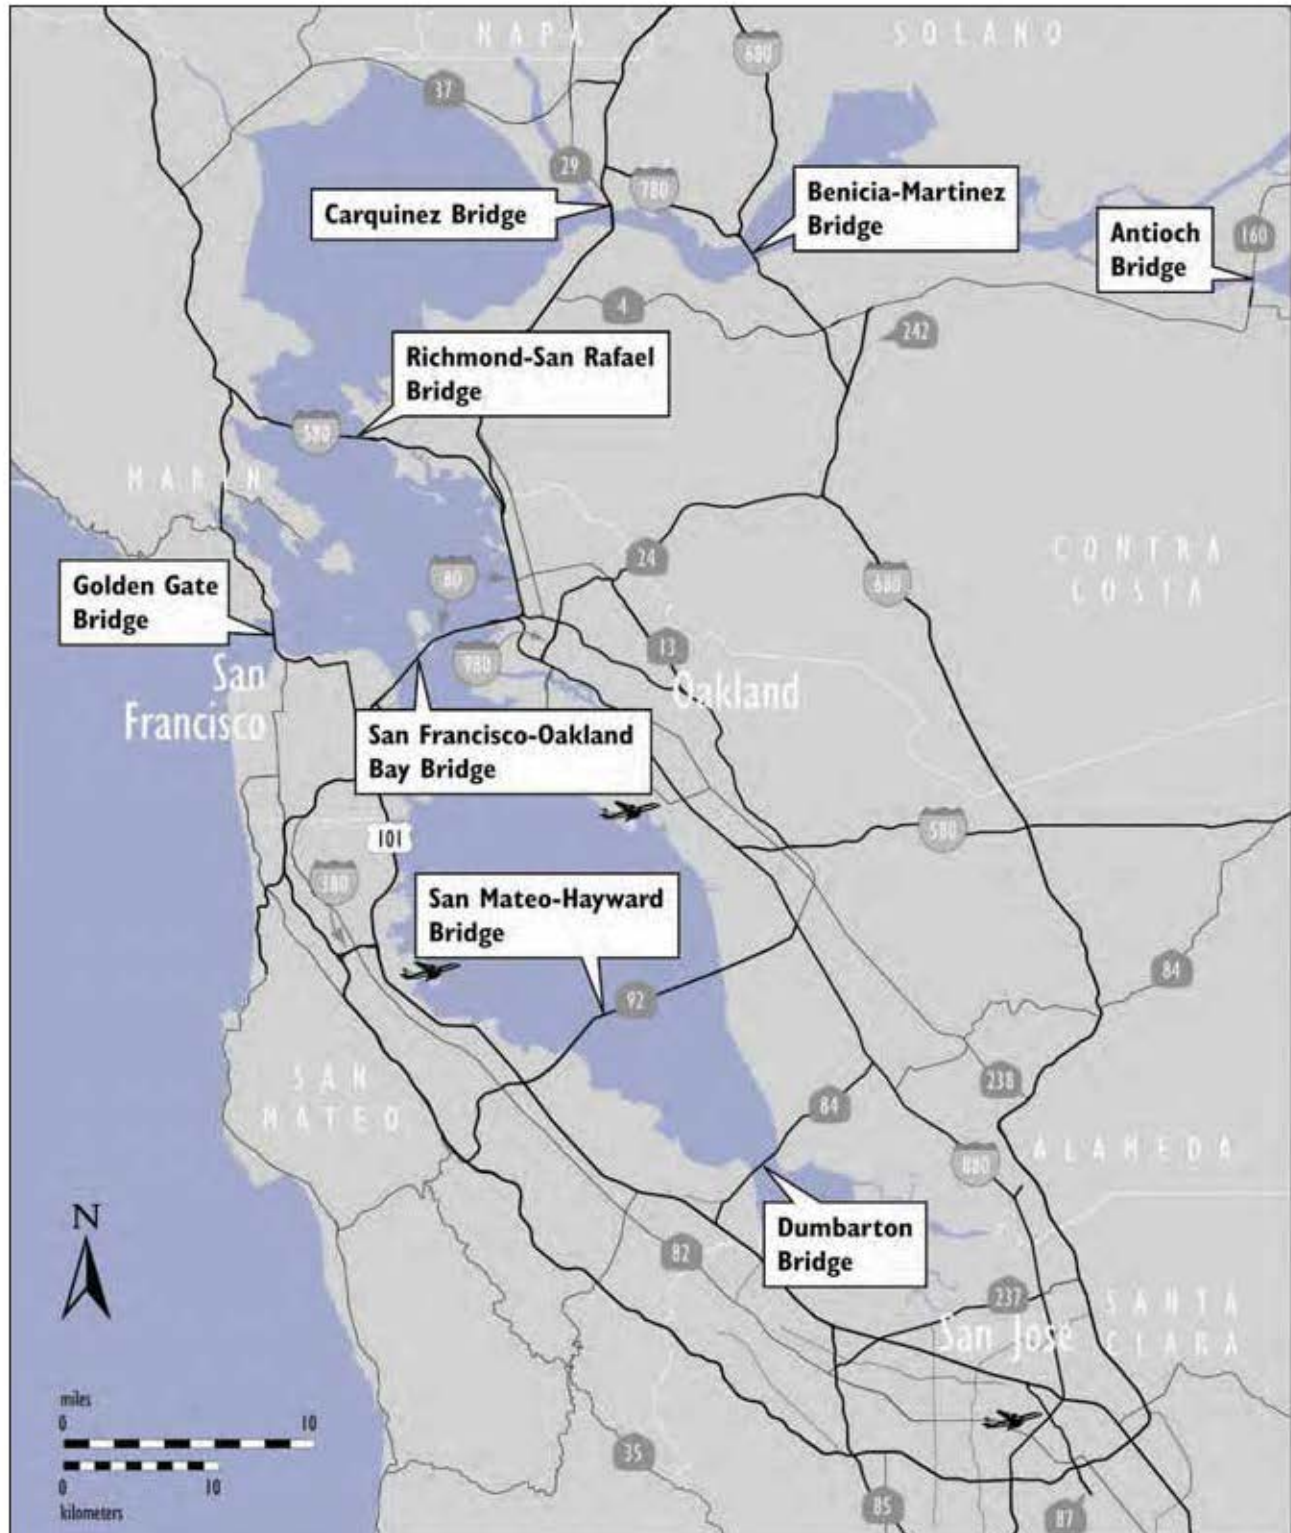 NAPA
SOLANO
680
37
29
780
Carquinez Bridge
Benicia-Martinez
Bridge
Antioch
Bridge
160
4
242
Richmond-San Rafael
Bridge
580
MARIN
24
80
680
CONTRA
COSTA
Golden Gate
Bridge
980
13
San
Francisco
Oakland
San Francisco-Oakland
Bay Bridge
101
580
380
San Mateo-Hayward
Bridge
92
84
SAN
MATEO
238
84
880
ALAMEDA
N
Dumbarton
Bridge
82
237
SANTA
CLARA
San José
miles
0 10
0 10
kilometers
35
85
87